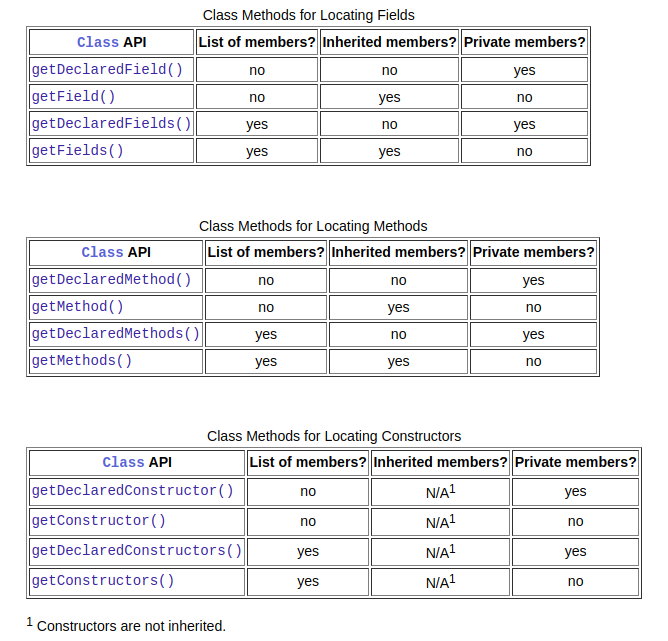 Class Methods for Locating Fields
Class API List of members? Inherited members? Private members?
getDeclaredField() no no yes
getField() no yes no
getDeclaredFields() yes no yes
getFields() yes yes no
Class Methods for Locating Methods
Class API List of members? Inherited members? Private members?
getDeclaredMethod() no no yes
getMethod() no yes no
getDeclaredMethods() yes no yes
getMethods() yes yes no
Class Methods for Locating Constructors
Class API List of members? Inherited members? Private members?
getDeclaredConstructor() no N/A¹ yes
getConstructor() no N/A¹ no
getDeclaredConstructors() yes N/A¹ yes
getConstructors() yes N/A¹ no
¹ Constructors are not inherited.